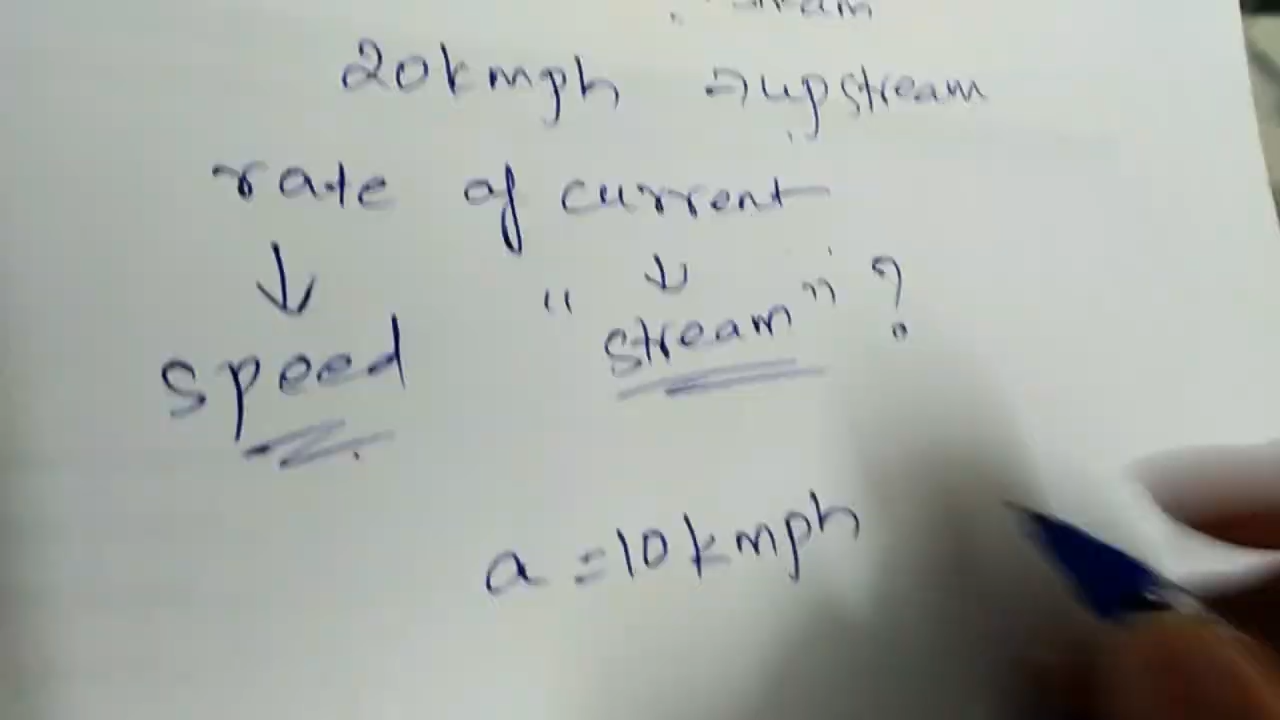 20kmph ⇒upstream
rate of current
↓ ↓
speed "stream" ?
a = 10kmph